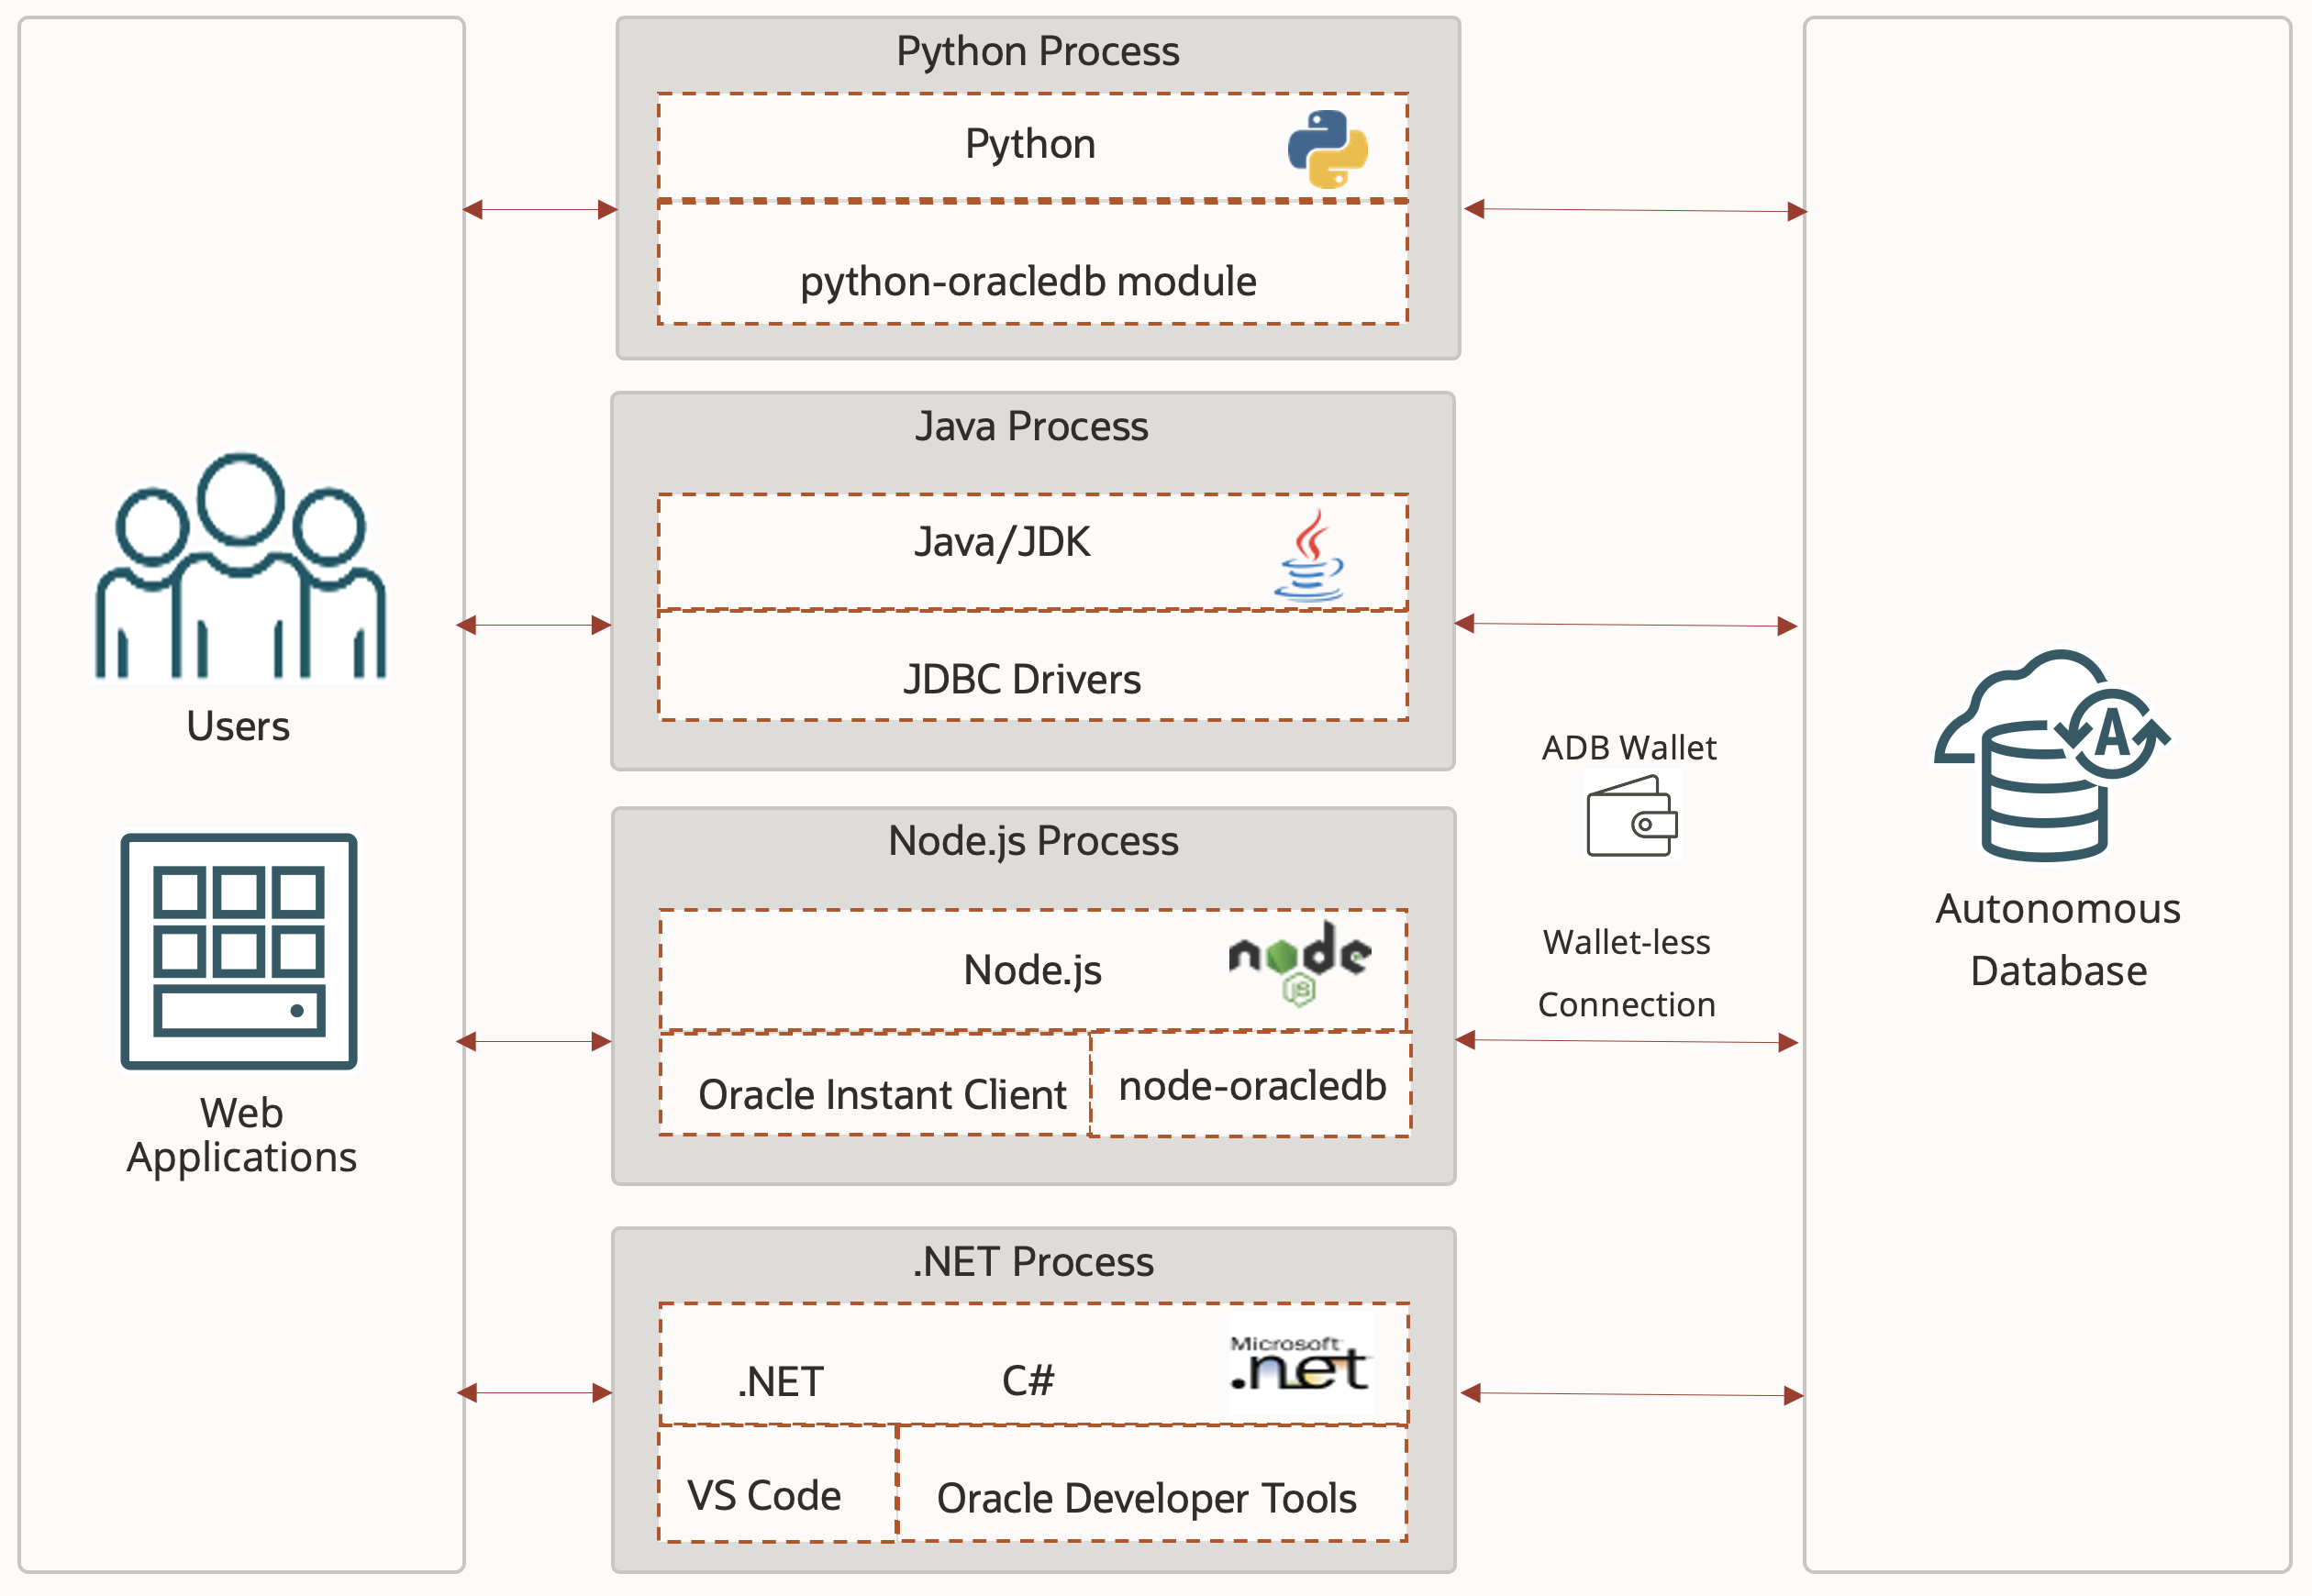 Users
Web
Applications
Python Process
Python
python-oracledb module
Java Process
Java/JDK
JDBC Drivers
Node.js Process
Node.js
node
JS
Oracle Instant Client
node-oracledb
.NET Process
.NET
C#
Microsoft
.net
VS Code
Oracle Developer Tools
ADB Wallet
Wallet-less
Connection
A
Autonomous
Database